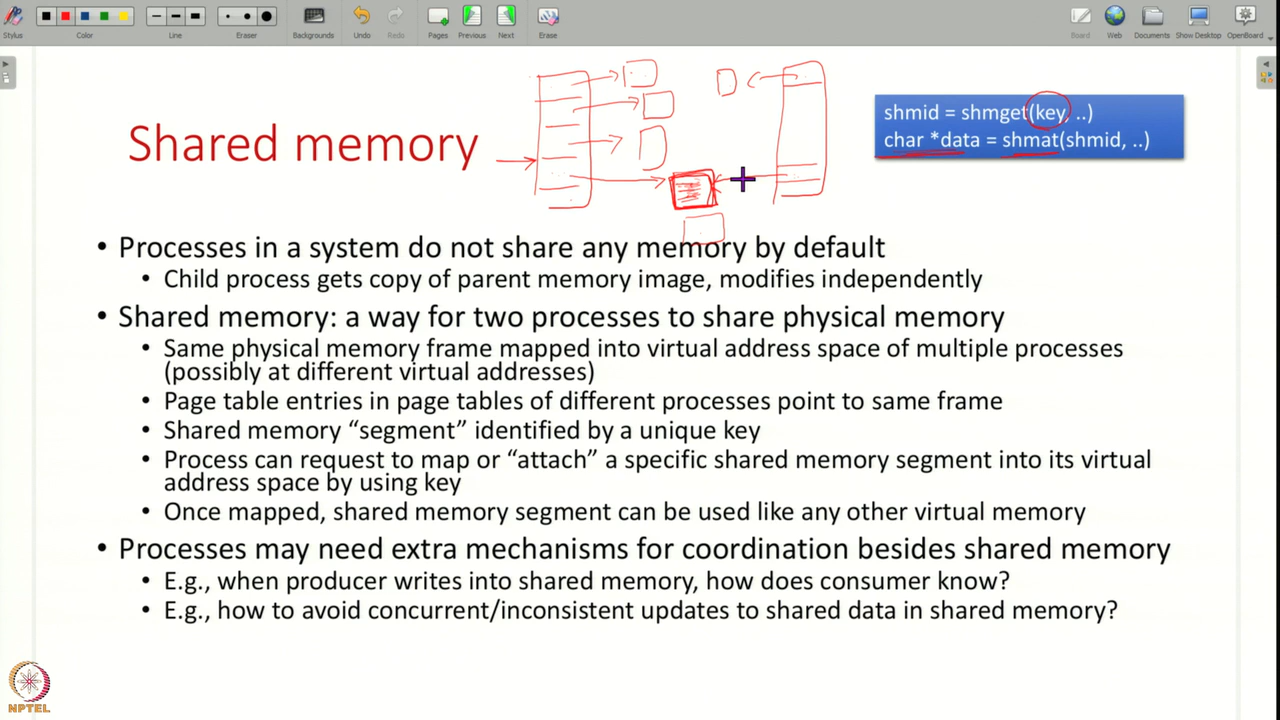 Stylus
Color
Line
Eraser
Backgrounds
Undo
Redo
Pages
Previous
Next
Erase
Board
Web
Documents
Show Desktop
OpenBoard
Shared memory
shmid = shmget(key, ..)
char *data = shmat(shmid, ..)
• Processes in a system do not share any memory by default
• Child process gets copy of parent memory image, modifies independently
• Shared memory: a way for two processes to share physical memory
• Same physical memory frame mapped into virtual address space of multiple processes
(possibly at different virtual addresses)
• Page table entries in page tables of different processes point to same frame
• Shared memory “segment” identified by a unique key
• Process can request to map or “attach” a specific shared memory segment into its virtual
address space by using key
• Once mapped, shared memory segment can be used like any other virtual memory
• Processes may need extra mechanisms for coordination besides shared memory
• E.g., when producer writes into shared memory, how does consumer know?
• E.g., how to avoid concurrent/inconsistent updates to shared data in shared memory?
NPTEL